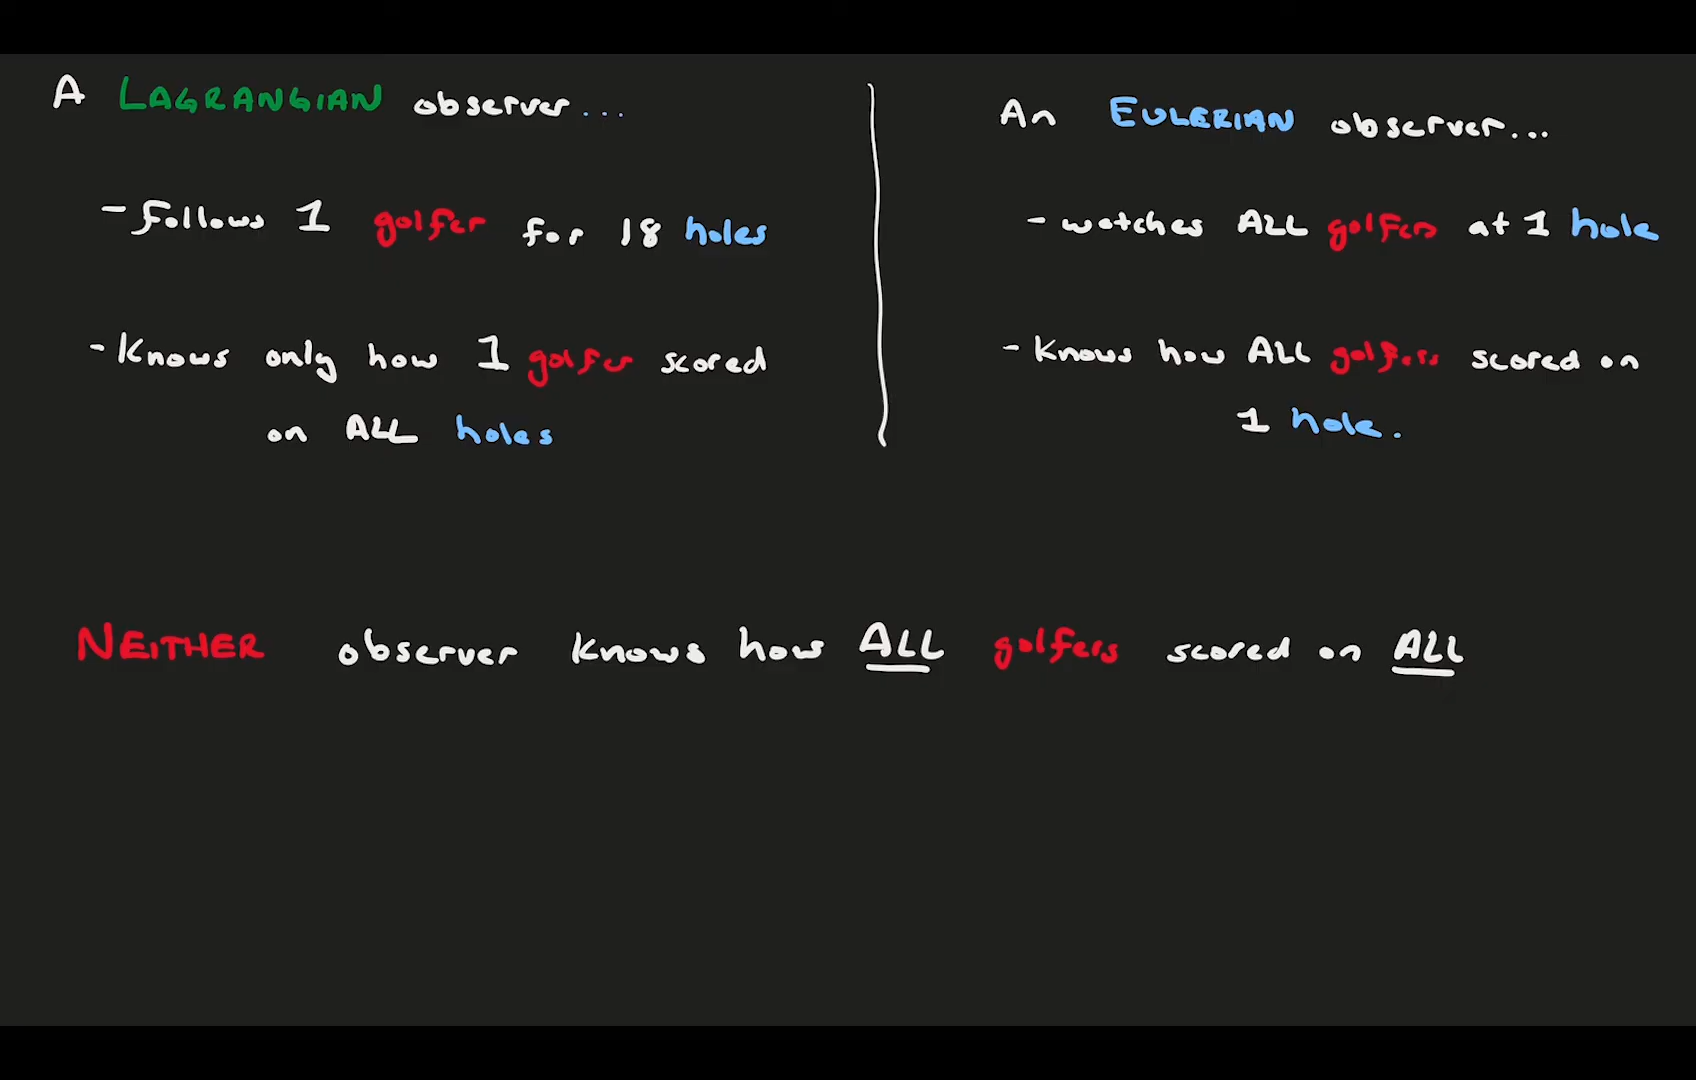 A LAGRANGIAN observer...
- Follows 1 golfer for 18 holes
- Knows only how 1 golfer scored
on ALL holes
An EULERIAN observer...
- watches ALL golfers at 1 hole
- Knows how ALL golfers scored on
1 hole.
NEITHER observer knows how ALL golfers scored on ALL